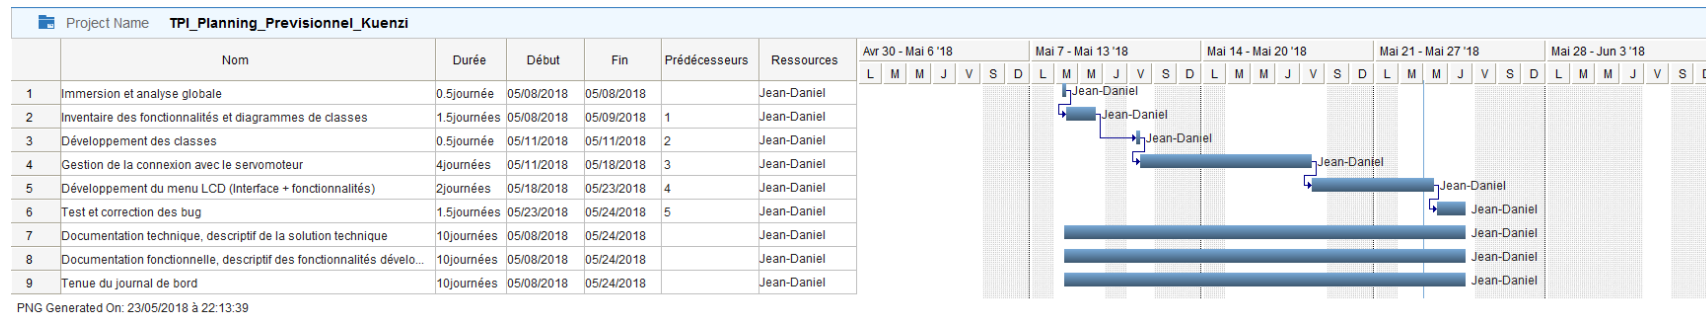 Project Name TPI_Planning_Previsionnel_Kuenzi
Nom Durée Début Fin Prédécesseurs Ressources
Avr 30 - Mai 6 '18 Mai 7 - Mai 13 '18 Mai 14 - Mai 20 '18 Mai 21 - Mai 27 '18 Mai 28 - Jun 3 '18
L M M J V S D L M M J V S D L M M J V S D L M M J V S D L M M J V S D
1 Immersion et analyse globale 0.5journée 05/08/2018 05/08/2018 Jean-Daniel Jean-Daniel
2 Inventaire des fonctionnalités et diagrammes de classes 1.5journées 05/08/2018 05/09/2018 1 Jean-Daniel Jean-Daniel
3 Développement des classes 0.5journée 05/11/2018 05/11/2018 2 Jean-Daniel Jean-Daniel
4 Gestion de la connexion avec le servomoteur 4journées 05/11/2018 05/18/2018 3 Jean-Daniel Jean-Daniel
5 Développement du menu LCD (Interface + fonctionnalités) 2journées 05/18/2018 05/23/2018 4 Jean-Daniel Jean-Daniel
6 Test et correction des bug 1.5journées 05/23/2018 05/24/2018 5 Jean-Daniel Jean-Daniel
7 Documentation technique, descriptif de la solution technique 10journées 05/08/2018 05/24/2018 Jean-Daniel Jean-Daniel
8 Documentation fonctionnelle, descriptif des fonctionnalités dévelo... 10journées 05/08/2018 05/24/2018 Jean-Daniel Jean-Daniel
9 Tenue du journal de bord 10journées 05/08/2018 05/24/2018 Jean-Daniel Jean-Daniel
PNG Generated On: 23/05/2018 à 22:13:39